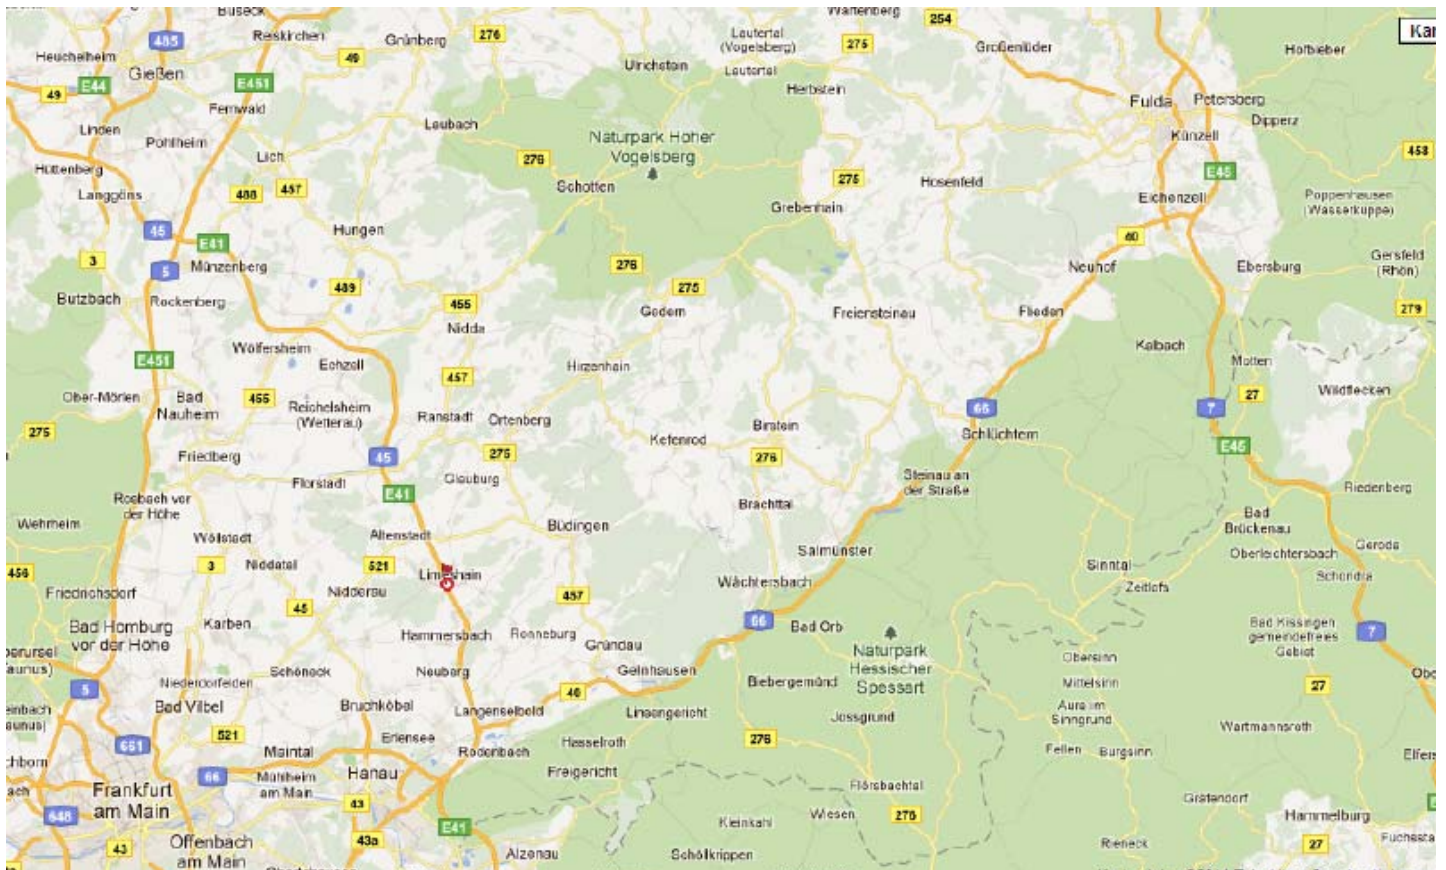 Buseck
Wartenberg
254
Kar
485
Reiskirchen
Grünberg
276
Lautertal
(Vogelsberg)
275
Großenlüder
Hofbieber
Heuchelheim
49
Gießen
Ulrichstein
Lautertal
E44
E451
Herbstein
Fulda
Petersberg
49
Fernwald
Dipperz
Linden
Laubach
Naturpark Hoher
Vogelsberg
Künzell
Pohlheim
Lich
276
458
Hüttenberg
E45
Langgöns
488
457
Schotten
275
Hosenfeld
Eichenzell
Poppenhausen
(Wasserkuppe)
Grebenhain
45
E41
Hungen
40
3
5
Münzenberg
276
Neuhof
Ebersburg
Gersfeld
(Rhön)
Butzbach
Rockenberg
489
455
275
Gedern
Freiensteinau
Flieden
279
Nidda
Wölfersheim
Kalbach
E451
Echzell
Hirzenhain
Motten
457
Ober-Mörlen
Bad
Nauheim
455
Reichelsheim
(Wetterau)
Ranstadt
Ortenberg
66
7
27
Wildflecken
275
Kefenrod
Birstein
Schlüchtern
E45
Friedberg
45
275
276
Florstadt
Glauburg
Steinau an
der Straße
Riedenberg
E41
Rosbach vor
der Höhe
Brachttal
Bad
Brückenau
Wehrheim
Wöllstadt
Altenstadt
Büdingen
Salmünster
Oberleichtersbach
Geroda
456
3
Niddatal
521
Limeshain
Wächtersbach
Sinntal
Schondra
Friedrichsdorf
Nidderau
457
Zeitlofs
45
Bad Homburg
vor der Höhe
Karben
Hammersbach
Ronneburg
66
Bad Orb
Bad Kissingen
gemeindefreies
Gebiet
7
Gründau
Naturpark
Hessischer
Spessart
Obersinn
Schöneck
Neuberg
Gelnhausen
5
Niederdorfelden
40
Biebergemünd
Mittelsinn
27
Bad Vilbel
Bruchköbel
Langenselbold
Linsengericht
Jossgrund
Aura im
Sinngrund
Wartmannsroth
661
521
Erlensee
Hasselroth
276
Maintal
Rodenbach
Fellen
Burgsinn
66
Mühlheim
am Main
Hanau
Freigericht
Flörsbachtal
Frankfurt
am Main
43
Gräfendorf
648
E41
Kleinkahl
Wiesen
276
Hammelburg
43
Offenbach
am Main
43a
Alzenau
Schöllkrippen
Rieneck
27